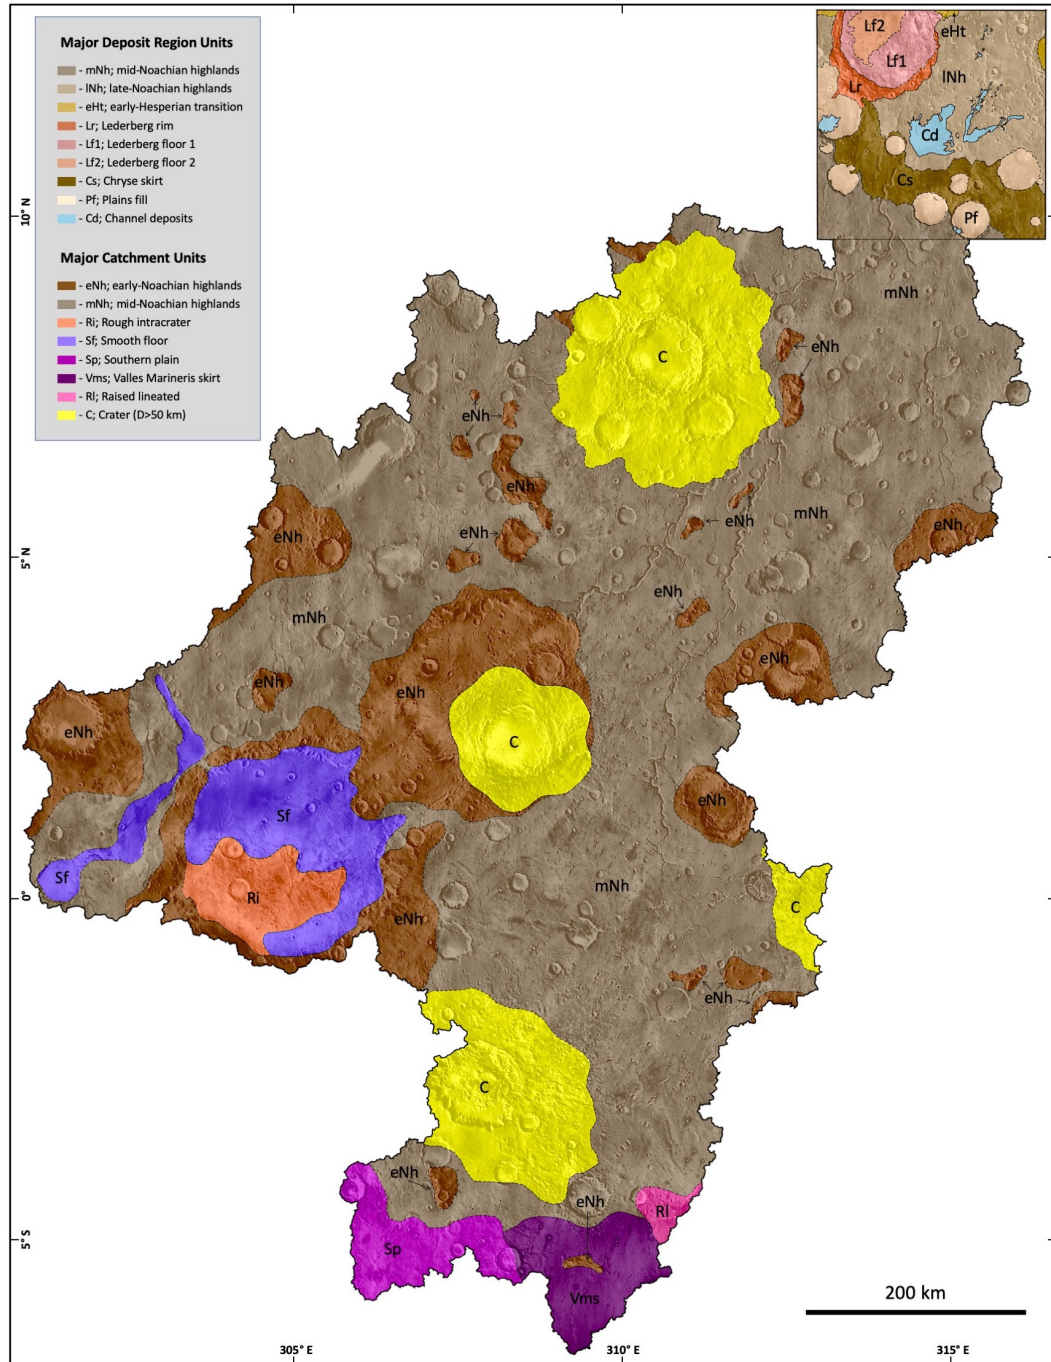 Major Deposit Region Units
- mNh; mid-Noachian highlands
- lNh; late-Noachian highlands
- eHt; early-Hesperian transition
- Lr; Lederberg rim
- Lf1; Lederberg floor 1
- Lf2; Lederberg floor 2
- Cs; Chryse skirt
- Pf; Plains fill
- Cd; Channel deposits
Major Catchment Units
- eNh; early-Noachian highlands
- mNh; mid-Noachian highlands
- Ri; Rough intracrater
- Sf; Smooth floor
- Sp; Southern plain
- Vms; Valles Marineris skirt
- Rl; Raised lineated
- C; Crater (D>50 km)
Lf2
eHt
Lf1
lNh
Lr
Cd
Cs
Pf
10° N
mNh
C
eNh
eNh
eNh
mNh
eNh
eNh
eNh
eNh
5° N
eNh
mNh
eNh
eNh
eNh
eNh
C
eNh
Sf
Sf
mNh
Ri
C
0°
eNh
eNh
C
eNh
eNh
Rl
Sp
5° S
Vms
200 km
305° E
310° E
315° E